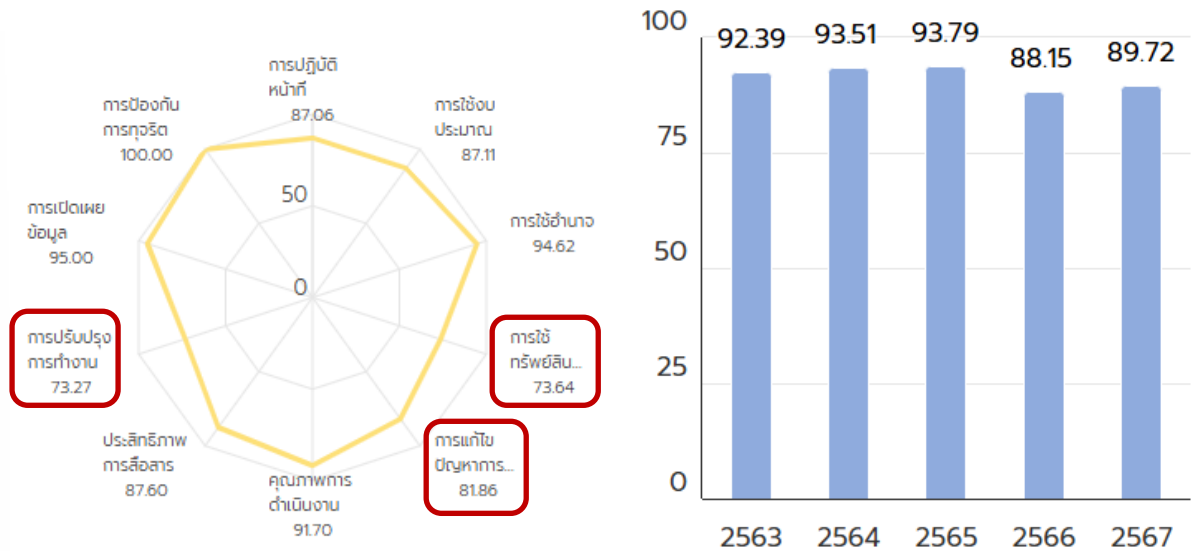 การปฏิบัติ
หน้าที่
87.06
การใช้งบ
ประมาณ
87.11
การใช้อำนาจ
94.62
การใช้
ทรัพย์สิน...
73.64
การแก้ไข
ปัญหาการ...
81.86
คุณภาพการ
ดำเนินงาน
91.70
ประสิทธิภาพ
การสื่อสาร
87.60
การปรับปรุง
การทำงาน
73.27
การเปิดเผย
ข้อมูล
95.00
การป้องกัน
การทุจริต
100.00
50
0
100
75
50
25
0
92.39
93.51
93.79
88.15
89.72
2563
2564
2565
2566
2567